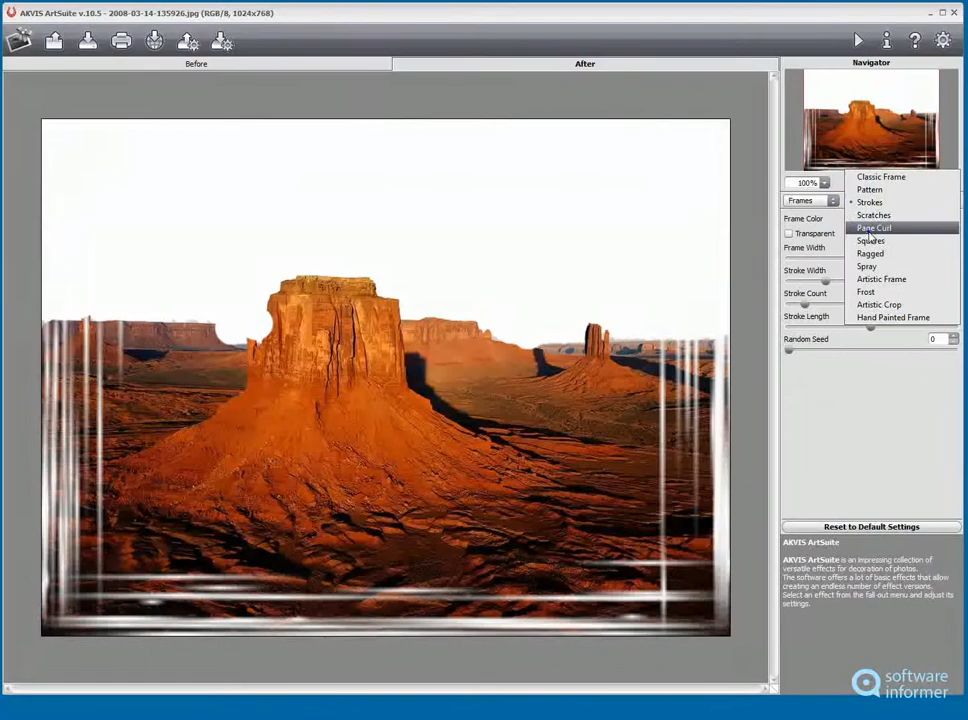 AKVIS ArtSuite v.10.5 - 2008-03-14-135926.jpg (RGB/8, 1024x768)
Before
After
Navigator
100%
Frames
Classic Frame
Pattern
Strokes
Scratches
Page Curl
Squares
Ragged
Spray
Artistic Frame
Frost
Artistic Crop
Hand Painted Frame
Frame Color
Transparent
Frame Width
Stroke Width
Stroke Count
Stroke Length
Random Seed 0
Reset to Default Settings
AKVIS ArtSuite
AKVIS ArtSuite is an impressing collection of
versatile effects for decoration of photos.
The software offers a lot of basic effects that allow
creating an endless number of effect versions.
Select an effect from the fall-out menu and adjust its
settings.
software
informer